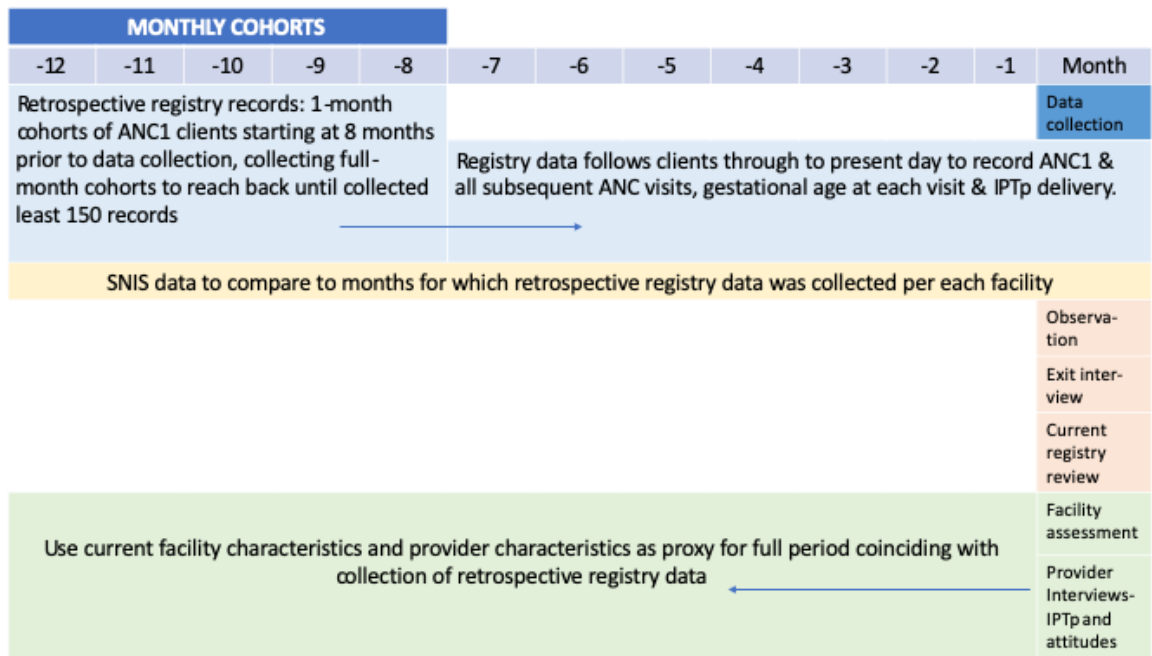 MONTHLY COHORTS
-12 -11 -10 -9 -8 -7 -6 -5 -4 -3 -2 -1 Month
Retrospective registry records: 1-month
cohorts of ANC1 clients starting at 8 months
prior to data collection, collecting full-
month cohorts to reach back until collected
least 150 records
Data
collection
Registry data follows clients through to present day to record ANC1 &
all subsequent ANC visits, gestational age at each visit & IPTp delivery.
SNIS data to compare to months for which retrospective registry data was collected per each facility
Observa-
tion
Exit inter-
view
Current
registry
review
Facility
assessment
Use current facility characteristics and provider characteristics as proxy for full period coinciding with
collection of retrospective registry data
Provider
Interviews-
IPTp and
attitudes